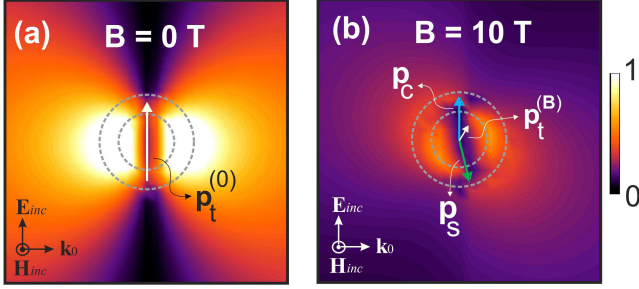 (a) B = 0 T
p_t^(0)
E_inc
k_0
H_inc
(b) B = 10 T
p_C
p_t^(B)
p_S
E_inc
k_0
H_inc
1
0